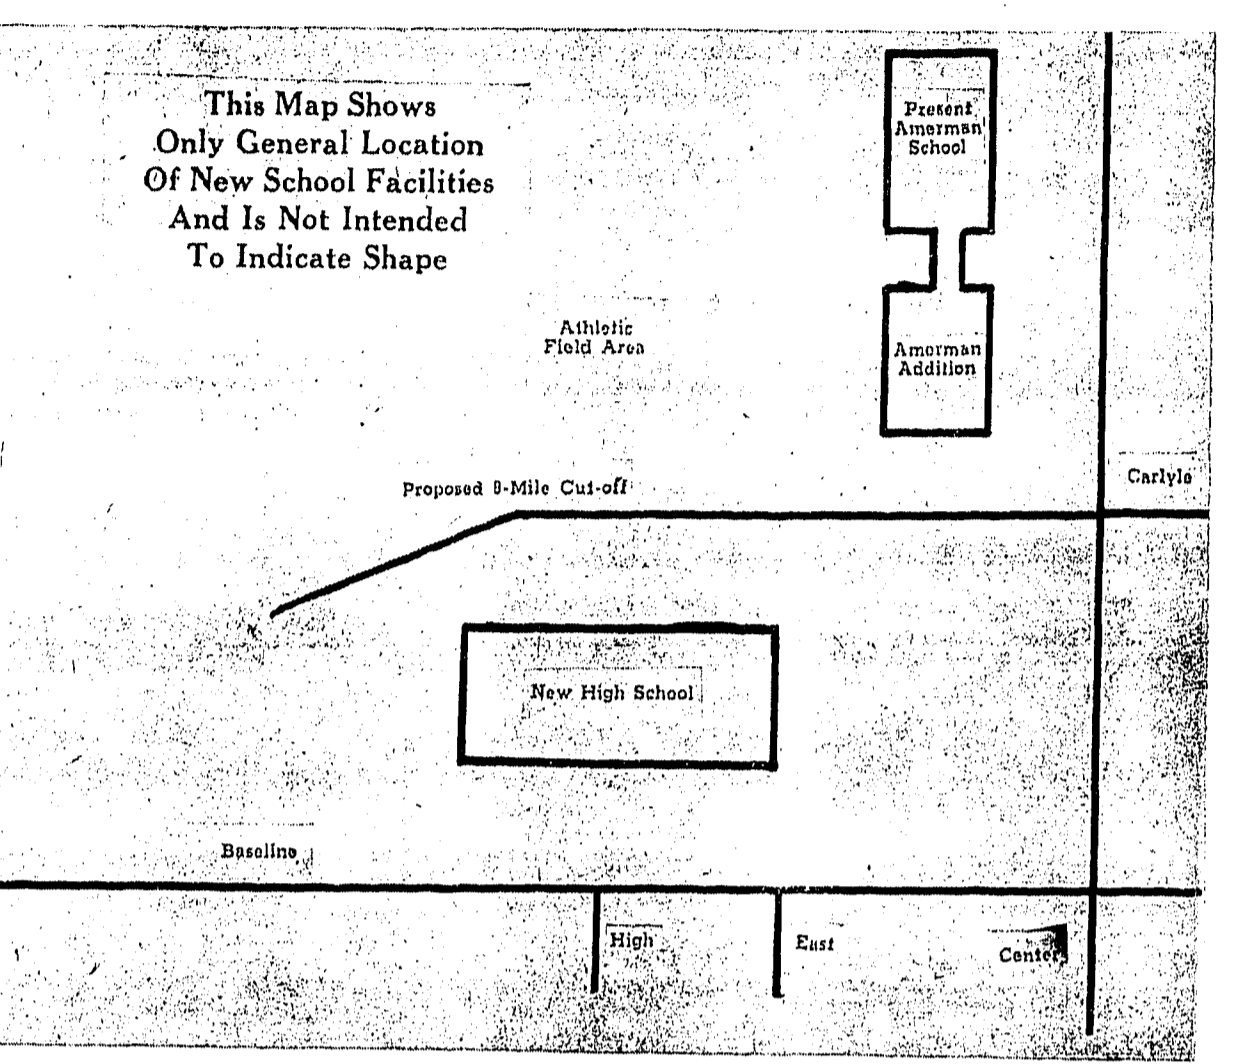 This Map Shows
Only General Location
Of New School Facilities
And Is Not Intended
To Indicate Shape
Present
Amerman
School
Athletic
Field Area
Amerman
Addition
Proposed 8-Mile Cut-off
Carlyle
New High School
Baseline
High
East
Center